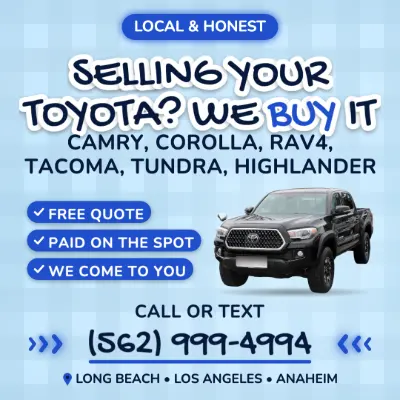 LOCAL & HONEST
SELLING YOUR
TOYOTA? WE BUY IT
CAMRY, COROLLA, RAV4,
TACOMA, TUNDRA, HIGHLANDER
FREE QUOTE
PAID ON THE SPOT
WE COME TO YOU
CALL OR TEXT
(562) 999-4994
LONG BEACH • LOS ANGELES • ANAHEIM